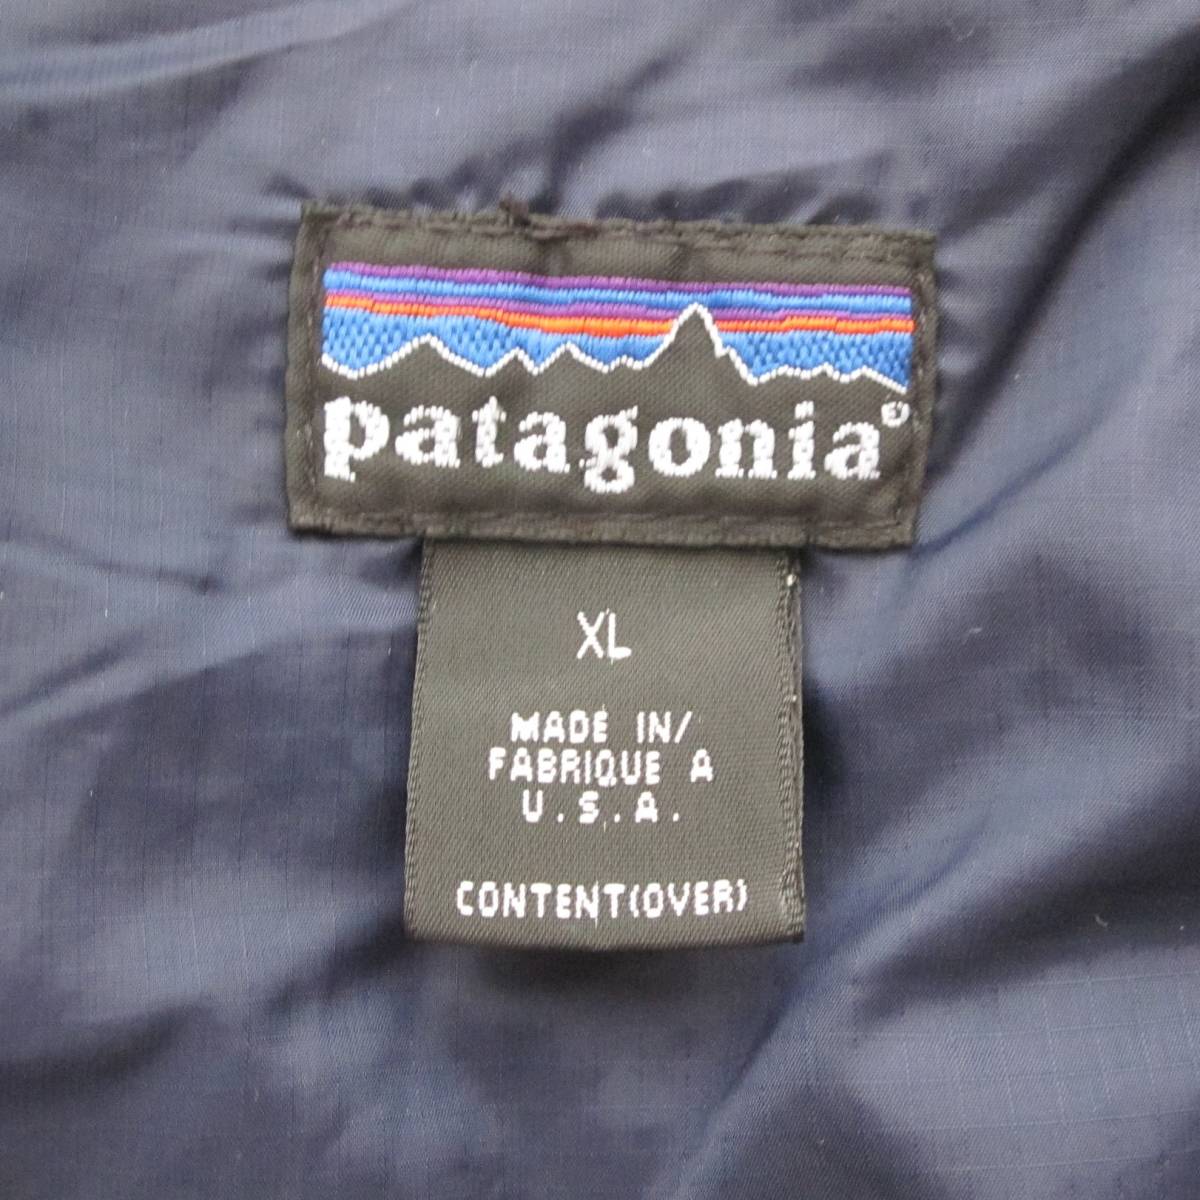 patagonia®
XL
MADE IN/
FABRIQUE A
U.S.A.
CONTENT(OVER)